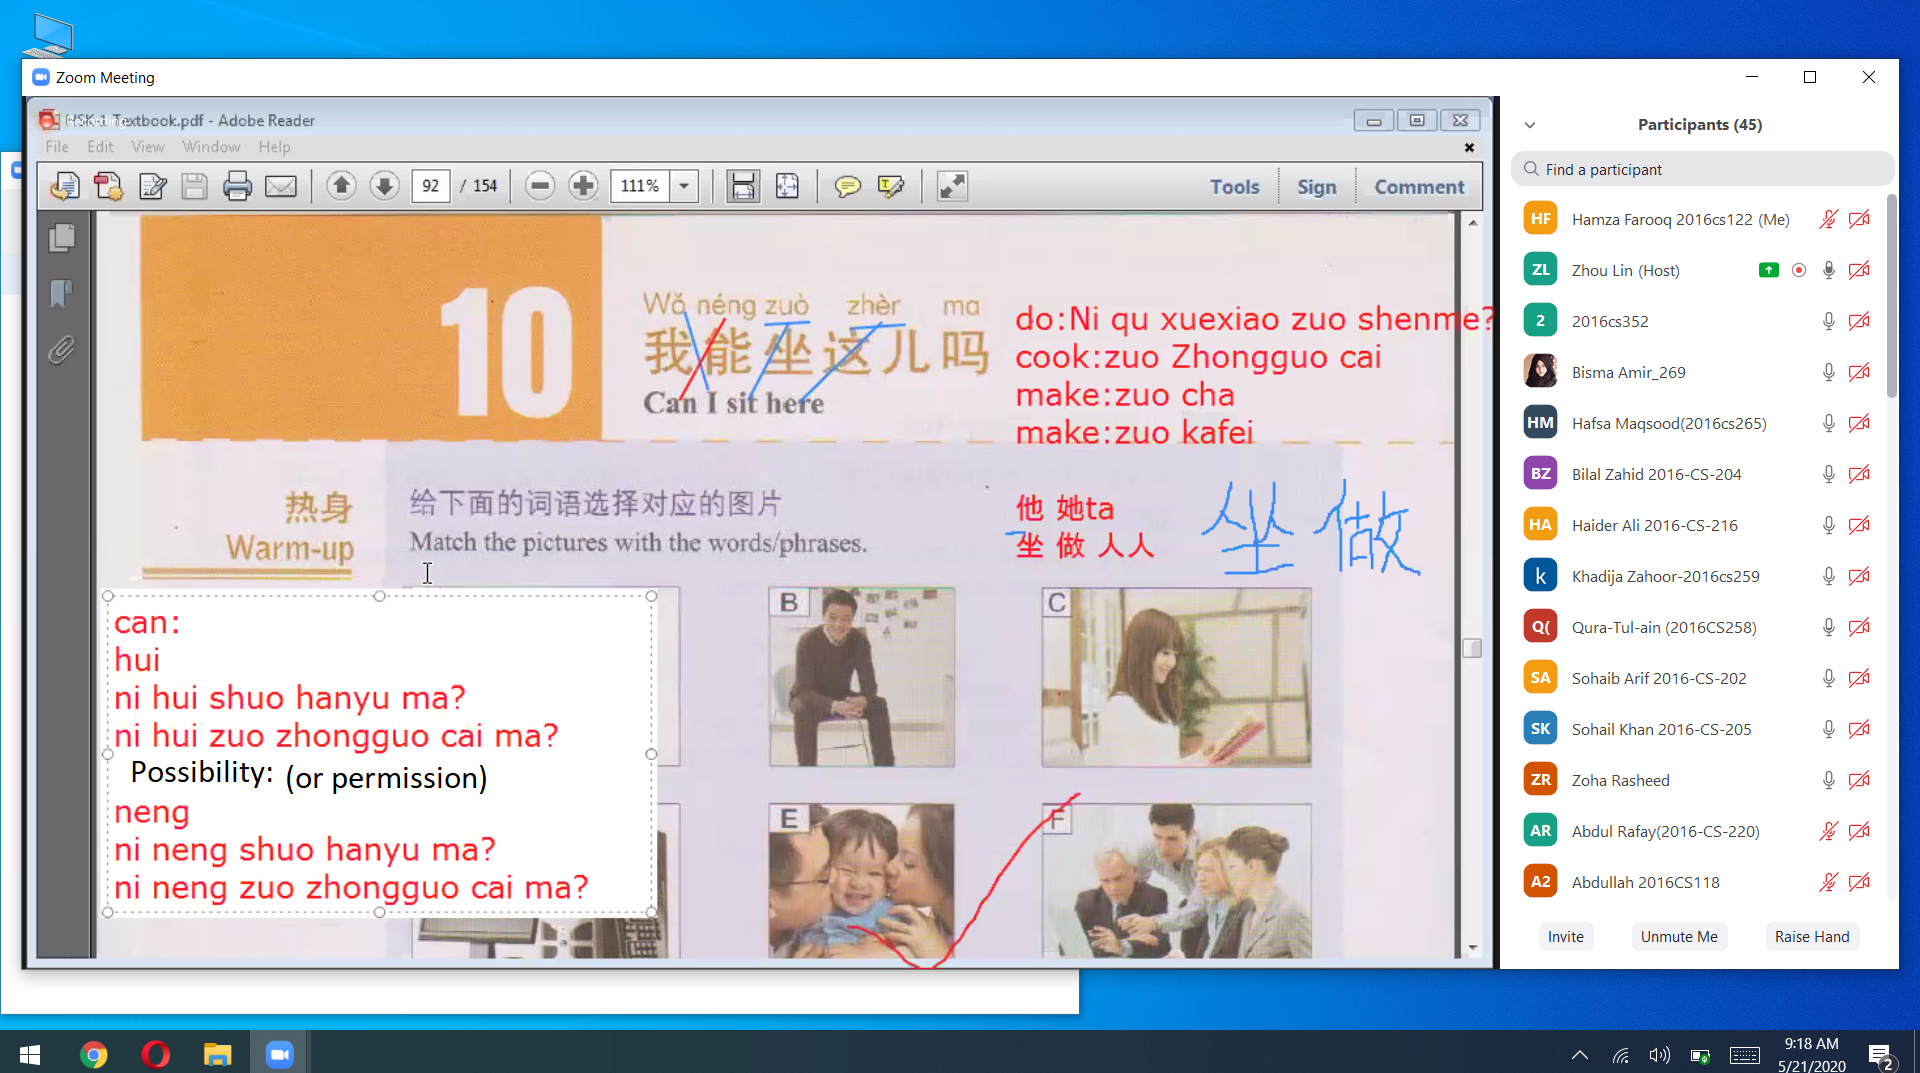 Zoom Meeting
HSK 1 Textbook.pdf - Adobe Reader
File Edit View Window Help
92 / 154 111% Tools Sign Comment
10
Wǒ néng zuò zhèr ma
我能坐这儿吗
Can I sit here
do:Ni qu xuexiao zuo shenme?
cook:zuo Zhongguo cai
make:zuo cha
make:zuo kafei
热身
Warm-up
给下面的词语选择对应的图片
Match the pictures with the words/phrases.
他 她ta
坐 做 人人
坐 做
can:
hui
ni hui shuo hanyu ma?
ni hui zuo zhongguo cai ma?
Possibility: (or permission)
neng
ni neng shuo hanyu ma?
ni neng zuo zhongguo cai ma?
B
C
E
F
Participants (45)
Find a participant
HF Hamza Farooq 2016cs122 (Me)
ZL Zhou Lin (Host)
2 2016cs352
Bisma Amir_269
HM Hafsa Maqsood(2016cs265)
BZ Bilal Zahid 2016-CS-204
HA Haider Ali 2016-CS-216
k Khadija Zahoor-2016cs259
Q( Qura-Tul-ain (2016CS258)
SA Sohaib Arif 2016-CS-202
SK Sohail Khan 2016-CS-205
ZR Zoha Rasheed
AR Abdul Rafay(2016-CS-220)
A2 Abdullah 2016CS118
Invite Unmute Me Raise Hand
9:18 AM
5/21/2020
2